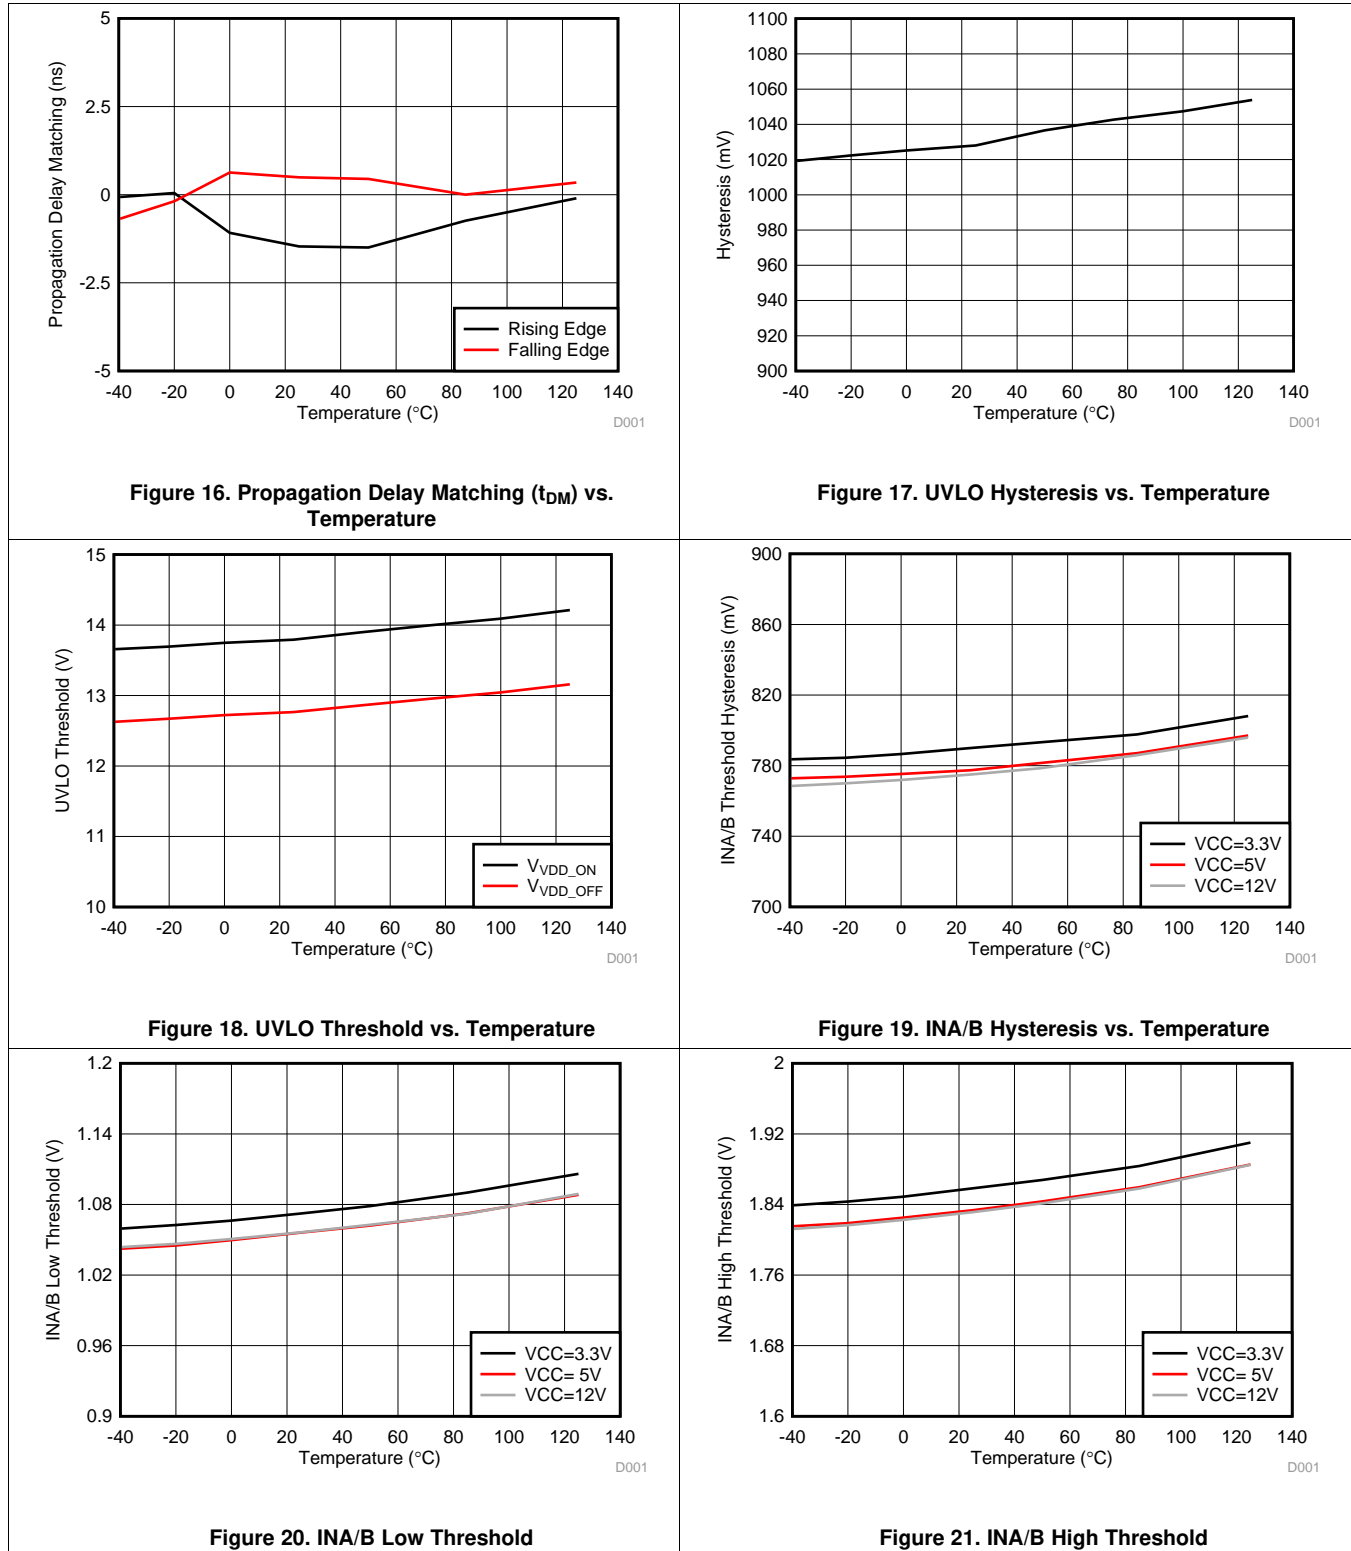 5
2.5
0
-2.5
-5
Propagation Delay Matching (ns)
Rising Edge
Falling Edge
-40 -20 0 20 40 60 80 100 120 140
Temperature (°C)
D001
Figure 16. Propagation Delay Matching (tDM) vs.
Temperature
1100
1080
1060
1040
1020
1000
980
960
940
920
900
Hysteresis (mV)
-40 -20 0 20 40 60 80 100 120 140
Temperature (°C)
D001
Figure 17. UVLO Hysteresis vs. Temperature
15
14
13
12
11
10
UVLO Threshold (V)
VVDD_ON
VVDD_OFF
-40 -20 0 20 40 60 80 100 120 140
Temperature (°C)
D001
Figure 18. UVLO Threshold vs. Temperature
900
860
820
780
740
700
INA/B Threshold Hysteresis (mV)
VCC=3.3V
VCC=5V
VCC=12V
-40 -20 0 20 40 60 80 100 120 140
Temperature (°C)
D001
Figure 19. INA/B Hysteresis vs. Temperature
1.2
1.14
1.08
1.02
0.96
0.9
INA/B Low Threshold (V)
VCC=3.3V
VCC= 5V
VCC=12V
-40 -20 0 20 40 60 80 100 120 140
Temperature (°C)
D001
Figure 20. INA/B Low Threshold
2
1.92
1.84
1.76
1.68
1.6
INA/B High Threshold (V)
VCC=3.3V
VCC=5V
VCC=12V
-40 -20 0 20 40 60 80 100 120 140
Temperature (°C)
D001
Figure 21. INA/B High Threshold